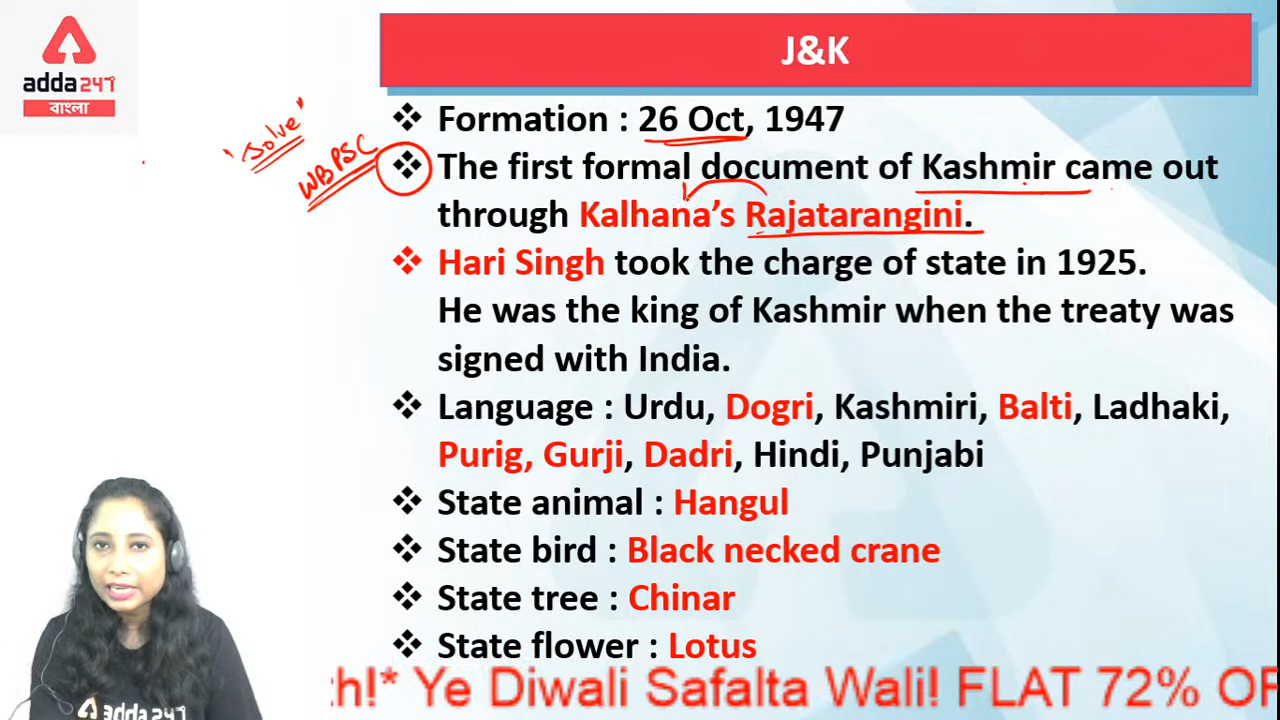 adda247
বাংলা
J&K
"Solve"
WBPSC
❖ Formation : 26 Oct, 1947
❖ The first formal document of Kashmir came out
through Kalhana's Rajatarangini.
❖ Hari Singh took the charge of state in 1925.
He was the king of Kashmir when the treaty was
signed with India.
❖ Language : Urdu, Dogri, Kashmiri, Balti, Ladhaki,
Purig, Gurji, Dadri, Hindi, Punjabi
❖ State animal : Hangul
❖ State bird : Black necked crane
❖ State tree : Chinar
❖ State flower : Lotus
th!* Ye Diwali Safalta Wali! FLAT 72% OF
adda247